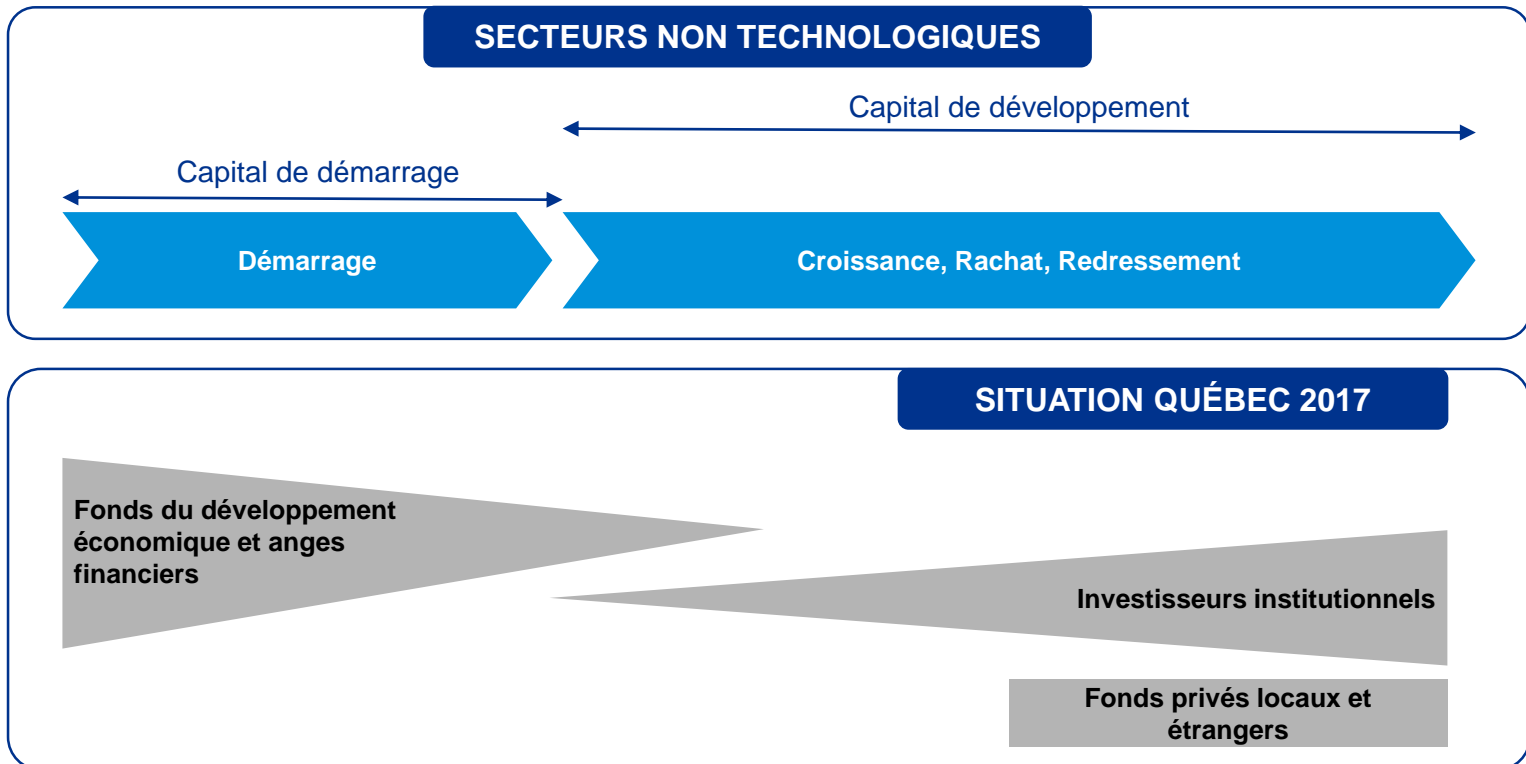 SECTEURS NON TECHNOLOGIQUES
Capital de développement
Capital de démarrage
Démarrage
Croissance, Rachat, Redressement
SITUATION QUÉBEC 2017
Fonds du développement
économique et anges
financiers
Investisseurs institutionnels
Fonds privés locaux et
étrangers